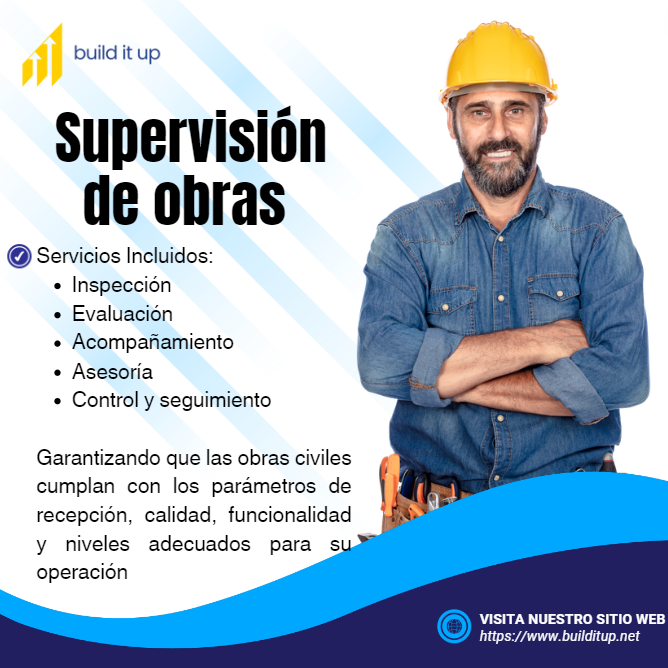 build it up
Supervisión
de obras
Servicios Incluidos:
• Inspección
• Evaluación
• Acompañamiento
• Asesoría
• Control y seguimiento
Garantizando que las obras civiles
cumplan con los parámetros de
recepción, calidad, funcionalidad
y niveles adecuados para su
operación
VISITA NUESTRO SITIO WEB
https://www.builditup.net